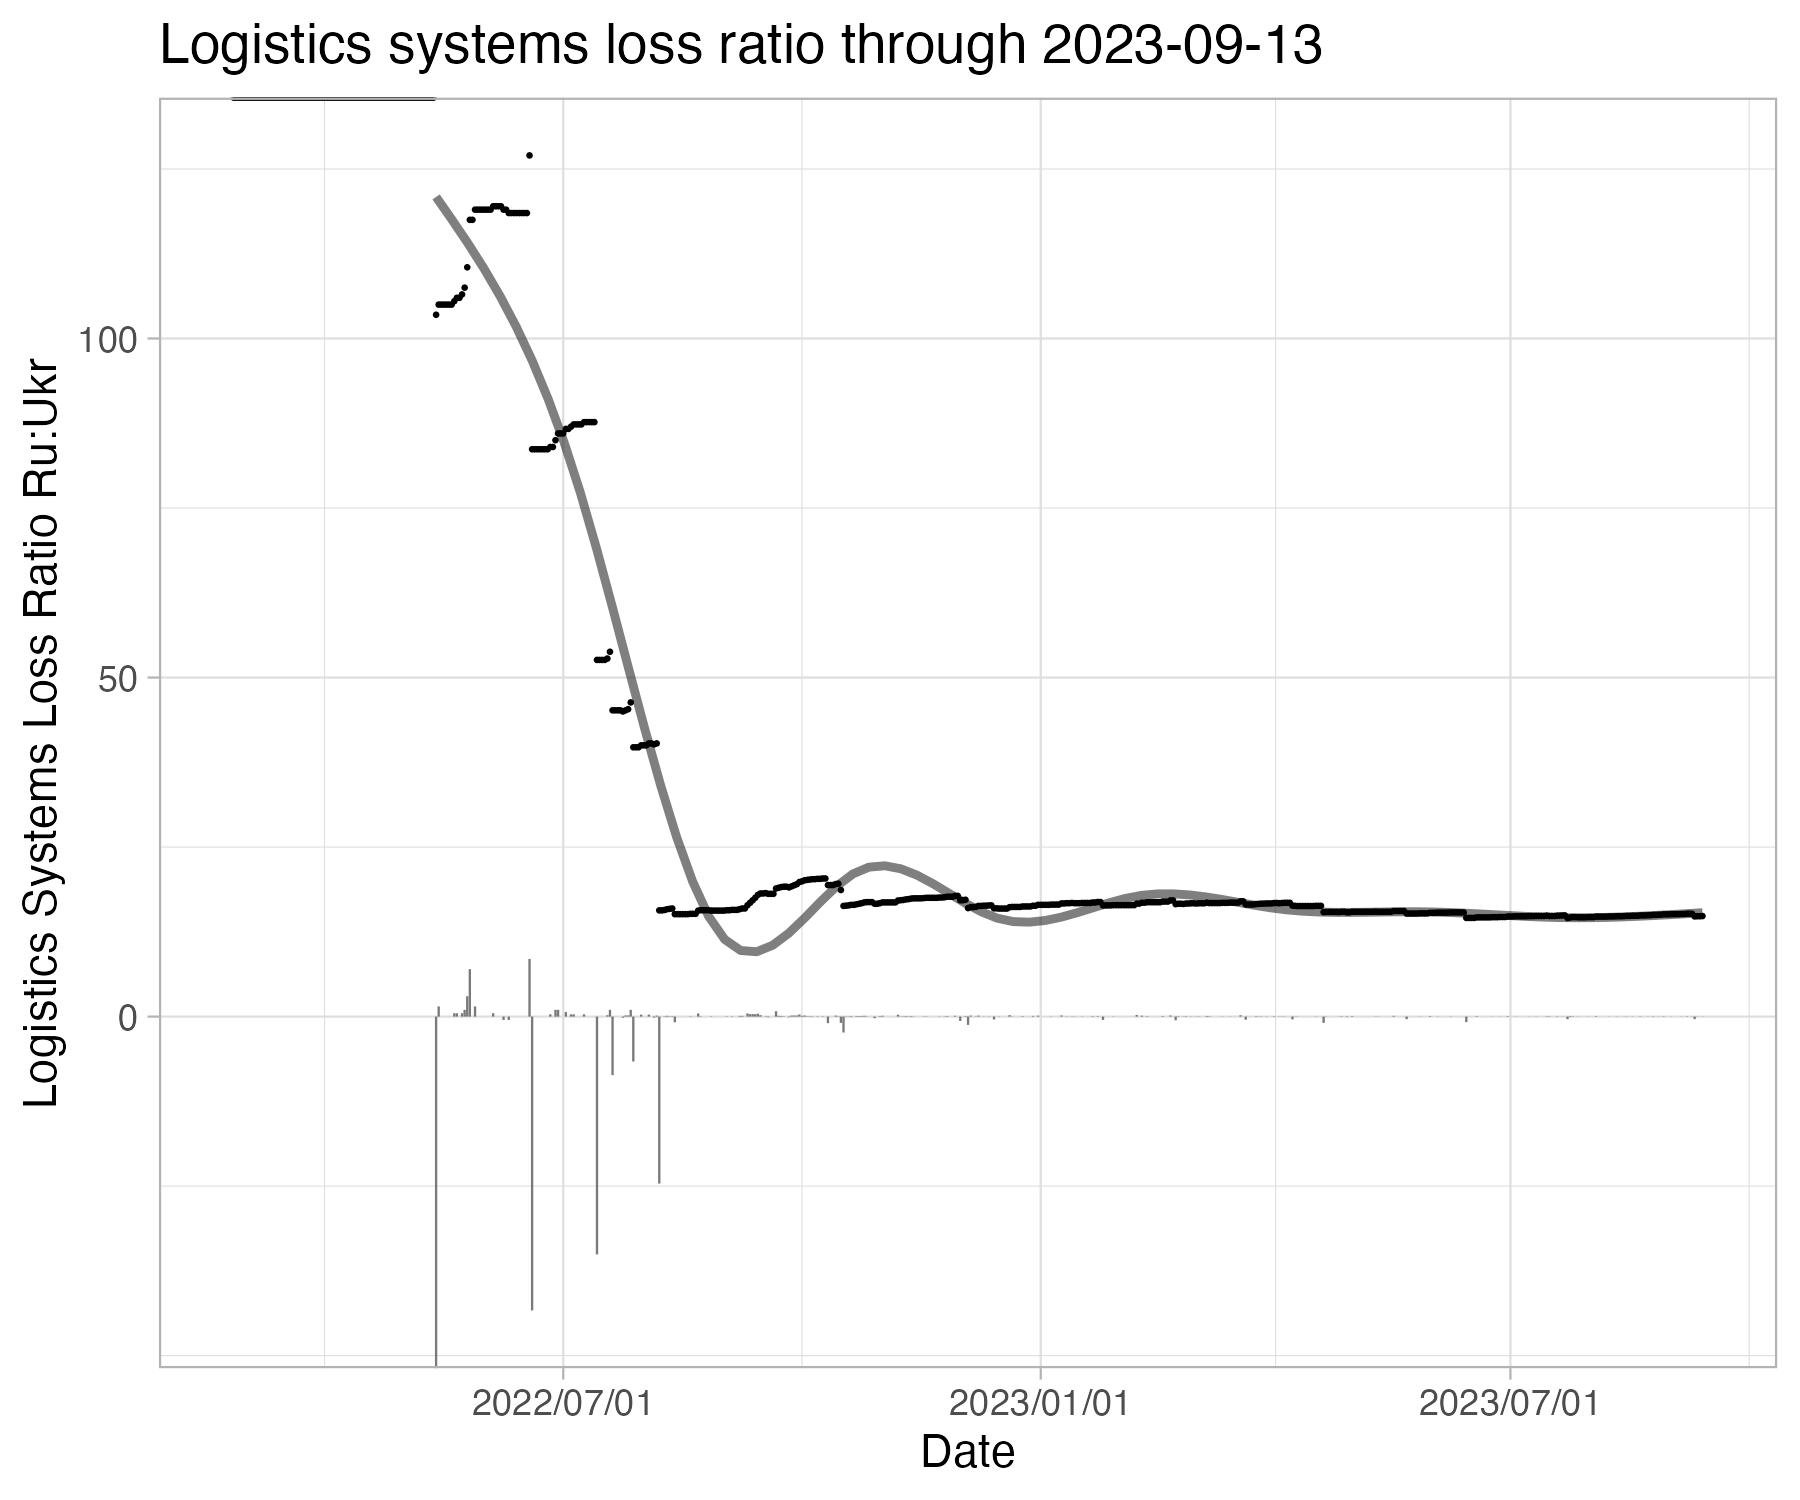 Logistics systems loss ratio through 2023-09-13
Logistics Systems Loss Ratio Ru:Ukr
100
50
0
2022/07/01
2023/01/01
2023/07/01
Date